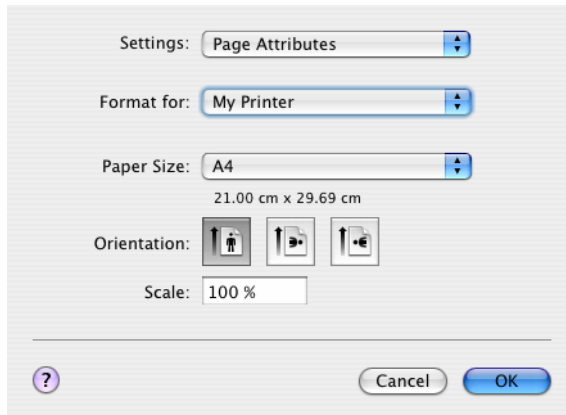 Settings: Page Attributes
Format for: My Printer
Paper Size: A4
21.00 cm x 29.69 cm
Orientation:
Scale: 100 %
? Cancel OK